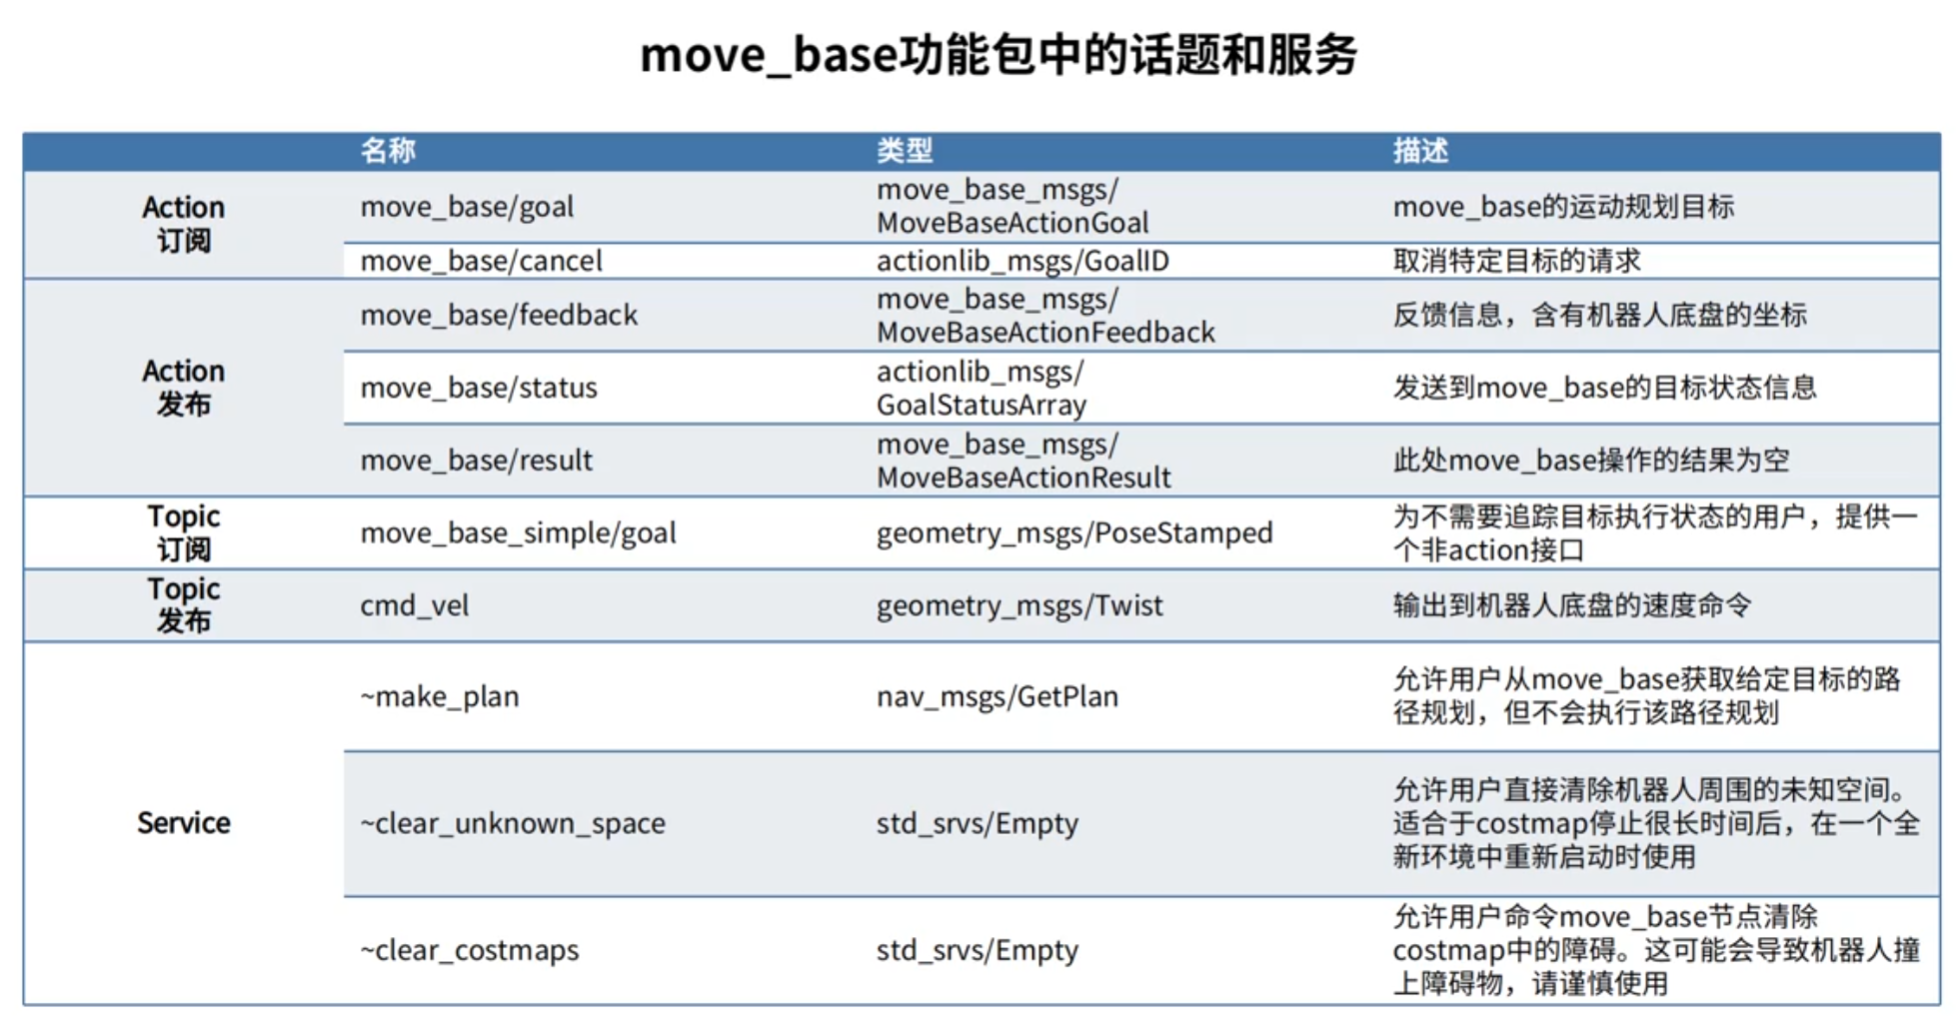 move_base功能包中的话题和服务
名称 类型 描述
Action
订阅
move_base/goal
move_base_msgs/
MoveBaseActionGoal
move_base的运动规划目标
move_base/cancel
actionlib_msgs/GoalID
取消特定目标的请求
Action
发布
move_base/feedback
move_base_msgs/
MoveBaseActionFeedback
反馈信息，含有机器人底盘的坐标
move_base/status
actionlib_msgs/
GoalStatusArray
发送到move_base的目标状态信息
move_base/result
move_base_msgs/
MoveBaseActionResult
此处move_base操作的结果为空
Topic
订阅
move_base_simple/goal
geometry_msgs/PoseStamped
为不需要追踪目标执行状态的用户，提供一
个非action接口
Topic
发布
cmd_vel
geometry_msgs/Twist
输出到机器人底盘的速度命令
Service
~make_plan
nav_msgs/GetPlan
允许用户从move_base获取给定目标的路
径规划，但不会执行该路径规划
~clear_unknown_space
std_srvs/Empty
允许用户直接清除机器人周围的未知空间。
适合于costmap停止很长时间后，在一个全
新环境中重新启动时使用
~clear_costmaps
std_srvs/Empty
允许用户命令move_base节点清除
costmap中的障碍。这可能会导致机器人撞
上障碍物，请谨慎使用